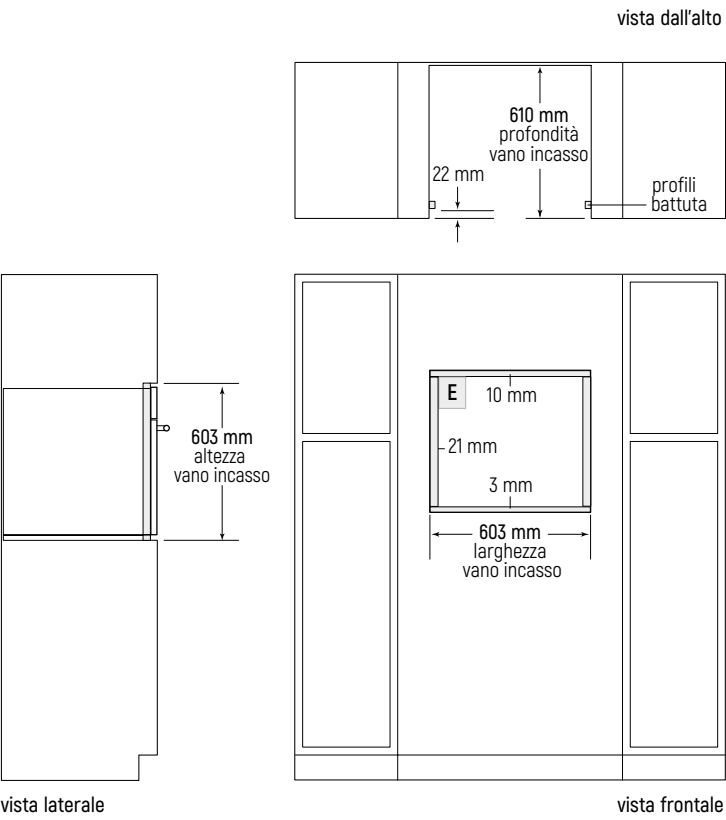 vista dall'alto
610 mm
profondità
vano incasso
22 mm
profili
battuta
E
10 mm
603 mm
altezza
vano incasso
21 mm
3 mm
603 mm
larghezza
vano incasso
vista laterale
vista frontale